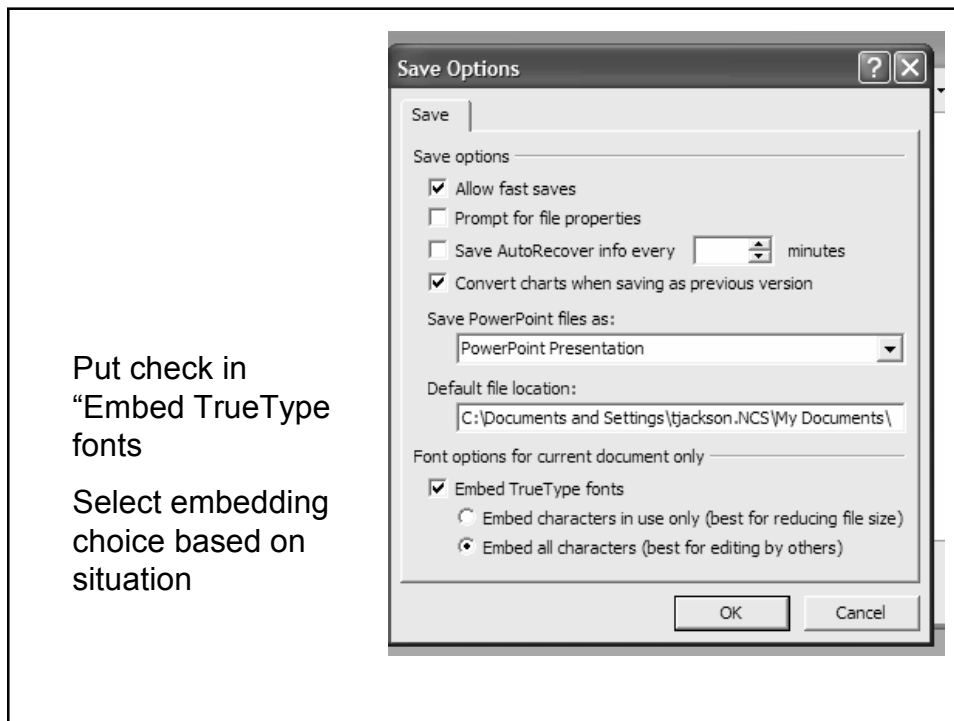 Put check in
“Embed TrueType
fonts
Select embedding
choice based on
situation
Save Options
Save
Save options
Allow fast saves
Prompt for file properties
Save AutoRecover info every minutes
Convert charts when saving as previous version
Save PowerPoint files as:
PowerPoint Presentation
Default file location:
C:\Documents and Settings\tjackson.NCS\My Documents\
Font options for current document only
Embed TrueType fonts
Embed characters in use only (best for reducing file size)
Embed all characters (best for editing by others)
OK Cancel